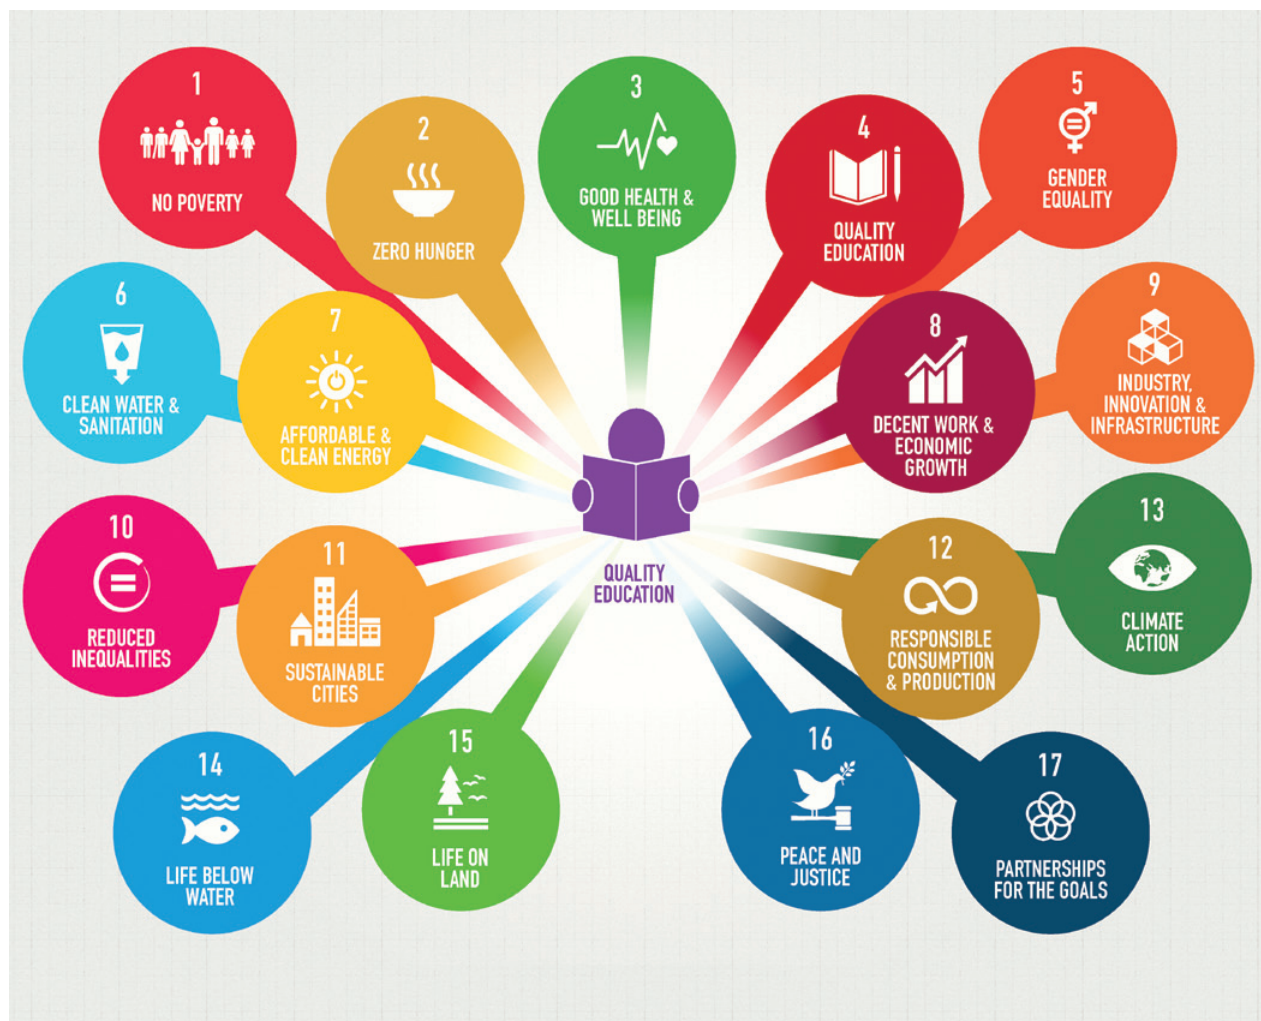 1
NO POVERTY
2
ZERO HUNGER
3
GOOD HEALTH &
WELL BEING
4
QUALITY
EDUCATION
5
GENDER
EQUALITY
6
CLEAN WATER &
SANITATION
7
AFFORDABLE &
CLEAN ENERGY
8
DECENT WORK &
ECONOMIC
GROWTH
9
INDUSTRY,
INNOVATION &
INFRASTRUCTURE
QUALITY
EDUCATION
10
REDUCED
INEQUALITIES
11
SUSTAINABLE
CITIES
12
RESPONSIBLE
CONSUMPTION
& PRODUCTION
13
CLIMATE
ACTION
14
LIFE BELOW
WATER
15
LIFE ON
LAND
16
PEACE AND
JUSTICE
17
PARTNERSHIPS
FOR THE GOALS